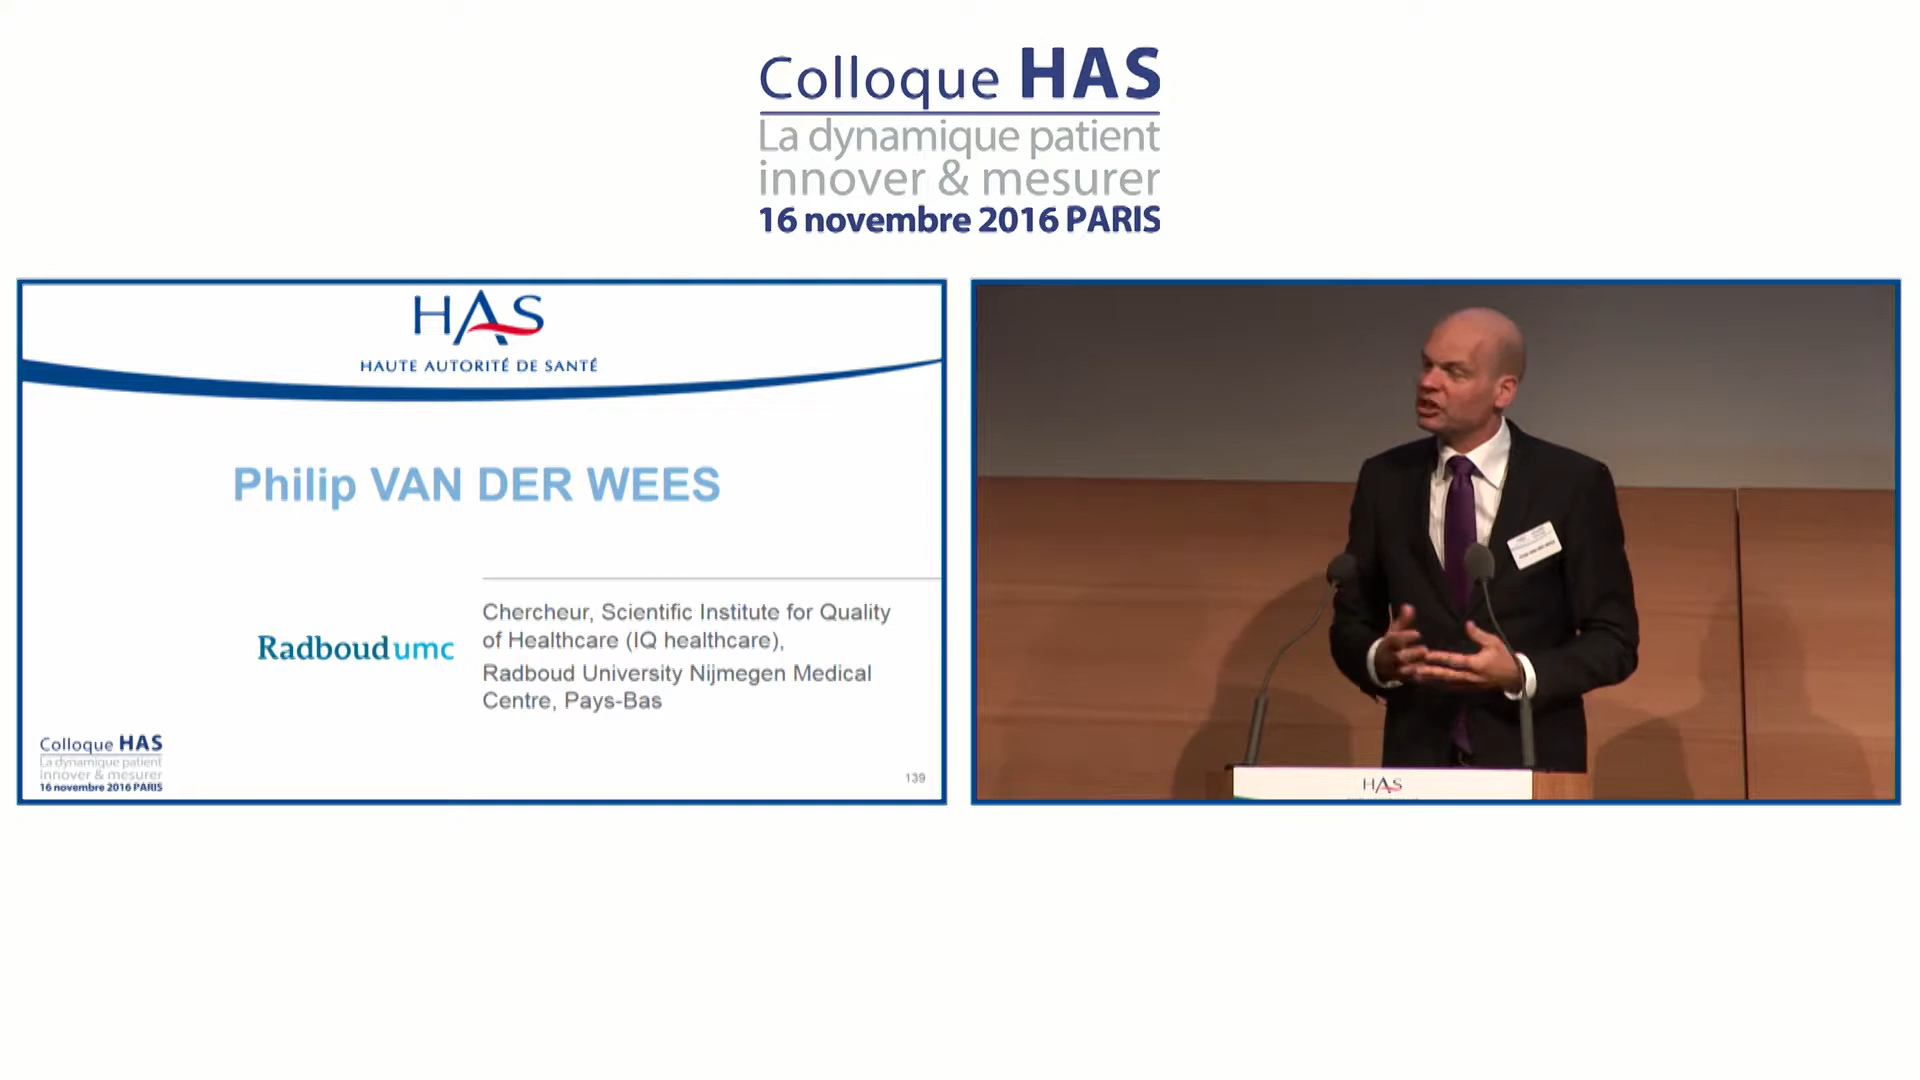 Colloque HAS
La dynamique patient
innover & mesurer
16 novembre 2016 PARIS
HAS
HAUTE AUTORITÉ DE SANTÉ
Philip VAN DER WEES
Radboudumc
Chercheur, Scientific Institute for Quality
of Healthcare (IQ healthcare),
Radboud University Nijmegen Medical
Centre, Pays-Bas
Colloque HAS
La dynamique patient
innover & mesurer
16 novembre 2016 PARIS
139
HAS